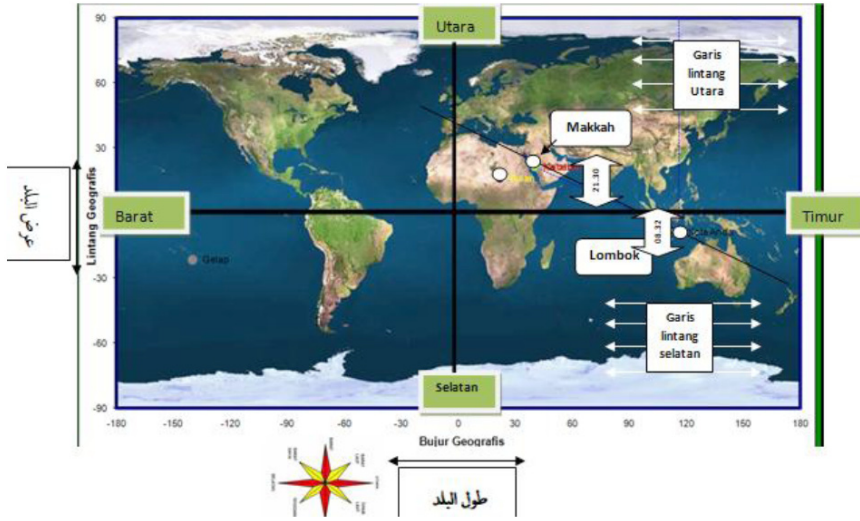 90
Utara
Garis
lintang
Utara
60
Makkah
30
21.30
عرض البلد
Lintang Geografis
Barat
0
Timur
08.32
Gelap
Lombok
-30
Garis
lintang
selatan
-60
Selatan
-90
-180
-150
-120
-90
-60
-30
0
30
60
90
120
150
180
Bujur Geografis
طول البلد